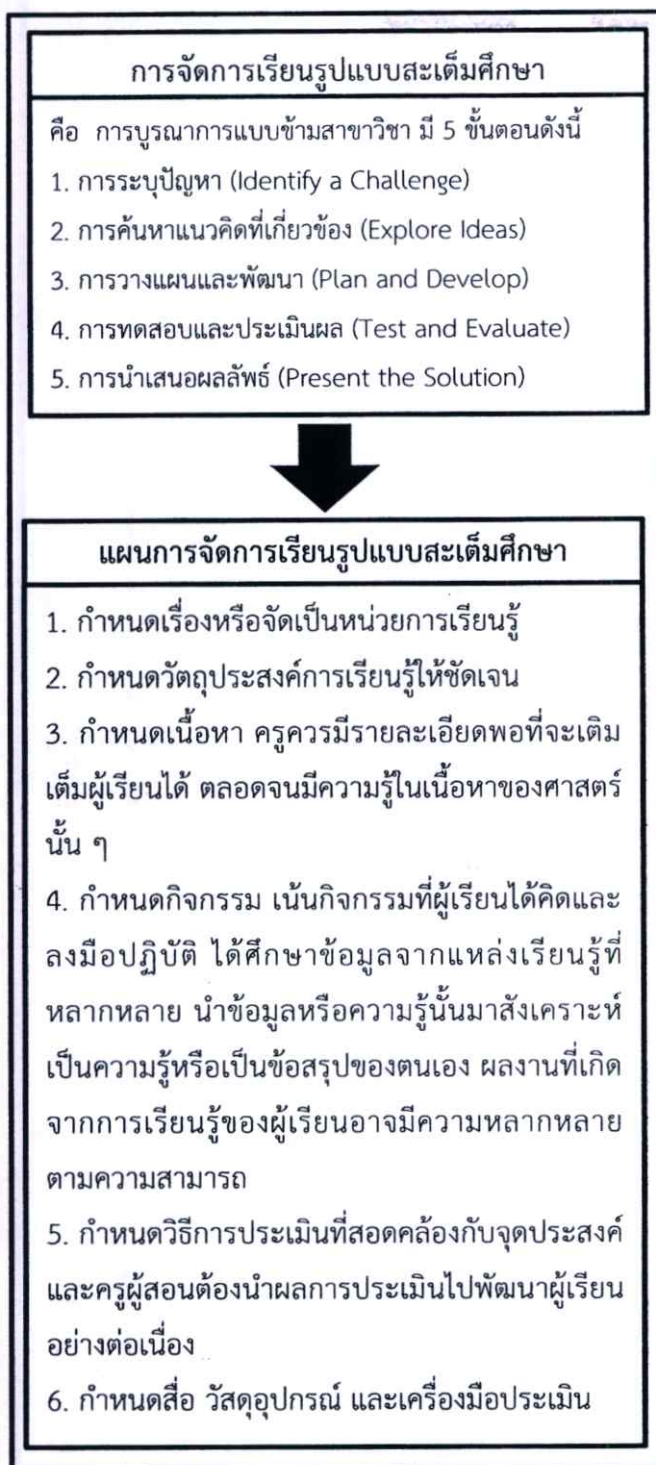 การจัดการเรียนรูปแบบสะเต็มศึกษา
คือ การบูรณาการแบบข้ามสาขาวิชา มี 5 ขั้นตอนดังนี้
1. การระบุปัญหา (Identify a Challenge)
2. การค้นหาแนวคิดที่เกี่ยวข้อง (Explore Ideas)
3. การวางแผนและพัฒนา (Plan and Develop)
4. การทดสอบและประเมินผล (Test and Evaluate)
5. การนำเสนอผลลัพธ์ (Present the Solution)
แผนการจัดการเรียนรูปแบบสะเต็มศึกษา
1. กำหนดเรื่องหรือจัดเป็นหน่วยการเรียนรู้
2. กำหนดวัตถุประสงค์การเรียนรู้ให้ชัดเจน
3. กำหนดเนื้อหา ครูควรมีรายละเอียดพอที่จะเติม
เต็มผู้เรียนได้ ตลอดจนมีความรู้ในเนื้อหาของศาสตร์
นั้น ๆ
4. กำหนดกิจกรรม เน้นกิจกรรมที่ผู้เรียนได้คิดและ
ลงมือปฏิบัติ ได้ศึกษาข้อมูลจากแหล่งเรียนรู้ที่
หลากหลาย นำข้อมูลหรือความรู้นั้นมาสังเคราะห์
เป็นความรู้หรือเป็นข้อสรุปของตนเอง ผลงานที่เกิด
จากการเรียนรู้ของผู้เรียนอาจมีความหลากหลาย
ตามความสามารถ
5. กำหนดวิธีการประเมินที่สอดคล้องกับจุดประสงค์
และครูผู้สอนต้องนำผลการประเมินไปพัฒนาผู้เรียน
อย่างต่อเนื่อง
6. กำหนดสื่อ วัสดุอุปกรณ์ และเครื่องมือประเมิน